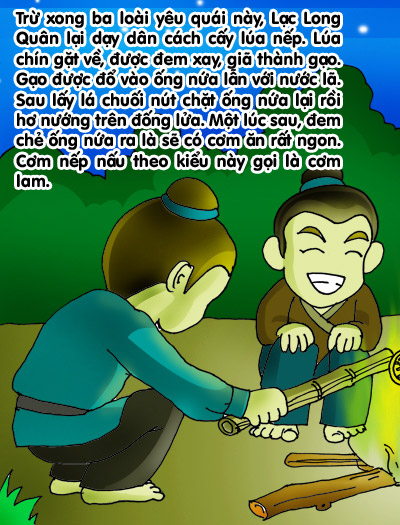 Trừ xong ba loài yêu quái này, Lạc Long
Quân lại dạy dân cách cấy lúa nếp. Lúa
chín gặt về, được đem xay, giã thành gạo.
Gạo được đổ vào ống nứa lẫn với nước lã.
Sau lấy lá chuối nút chặt ống nứa lại rồi
hơ nướng trên đống lửa. Một lúc sau, đem
chẻ ống nứa ra là sẽ có cơm ăn rất ngon.
Cơm nếp nấu theo kiểu này gọi là cơm
lam.